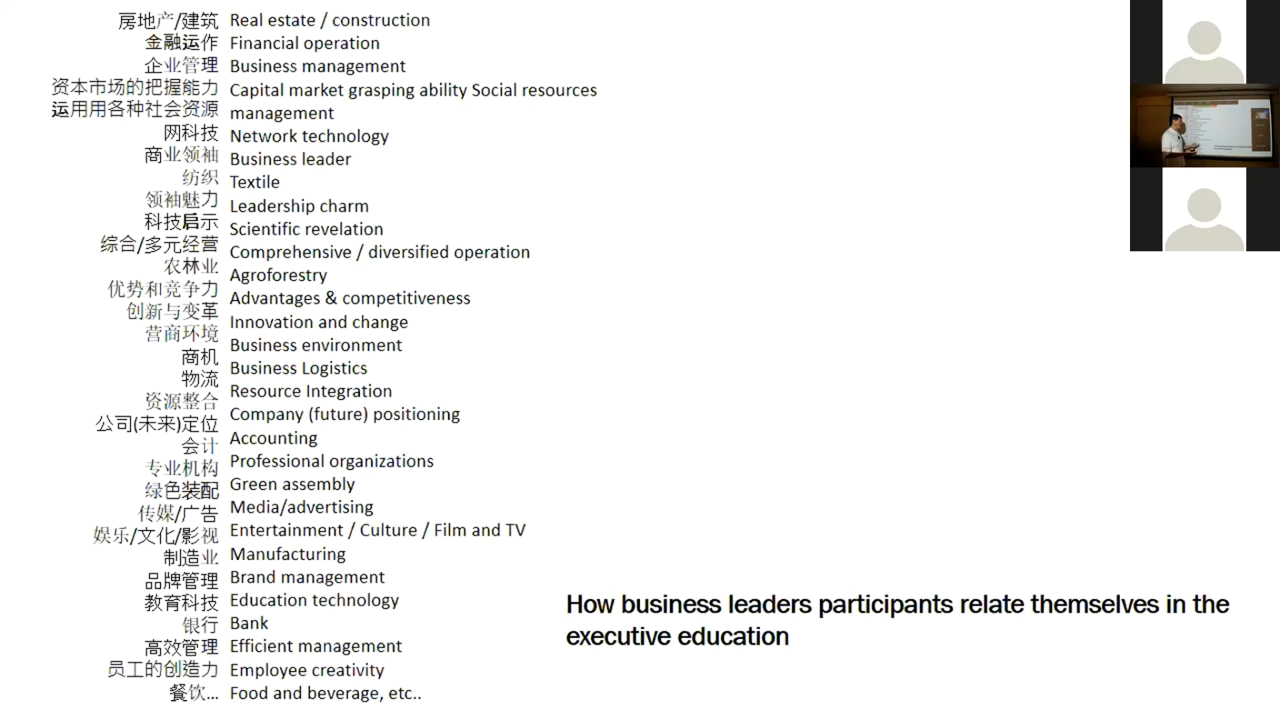 房地产/建筑 Real estate / construction
金融运作 Financial operation
企业管理 Business management
资本市场的把握能力 Capital market grasping ability Social resources
运用用各种社会资源 management
网科技 Network technology
商业领袖 Business leader
纺织 Textile
领袖魅力 Leadership charm
科技启示 Scientific revelation
综合/多元经营 Comprehensive / diversified operation
农林业 Agroforestry
优势和竞争力 Advantages & competitiveness
创新与变革 Innovation and change
营商环境 Business environment
商机 Business Logistics
物流 Resource Integration
资源整合 Company (future) positioning
公司(未来)定位 Accounting
会计 Professional organizations
专业机构 Green assembly
绿色装配 Media/advertising
传媒/广告 Entertainment / Culture / Film and TV
娱乐/文化/影视 Manufacturing
制造业 Brand management
品牌管理 Education technology
教育科技 Bank
银行 Efficient management
高效管理 Employee creativity
员工的创造力 Food and beverage, etc..
餐饮...
How business leaders participants relate themselves in the
executive education